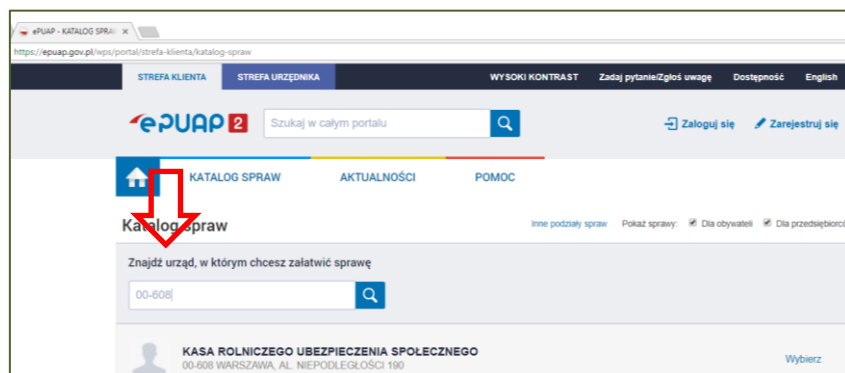 ePUAP - KATALOG SPRA
https://epuap.gov.pl/wps/portal/strefa-klienta/katalog-spraw
STREFA KLIENTA STREFA URZĘDNIKA WYSOKI KONTRAST Zadaj pytanie/Zgłoś uwagę Dostępność English
ePUAP 2 Szukaj w całym portalu Zaloguj się Zarejestruj się
KATALOG SPRAW AKTUALNOŚCI POMOC
Katalog spraw Inne podziały spraw Pokaż sprawy: Dla obywateli Dla przedsiębiorcó
Znajdź urząd, w którym chcesz załatwić sprawę
00-608
KASA ROLNICZEGO UBEZPIECZENIA SPOŁECZNEGO
00-608 WARSZAWA, AL. NIEPODLEGŁOŚCI 190 Wybierz